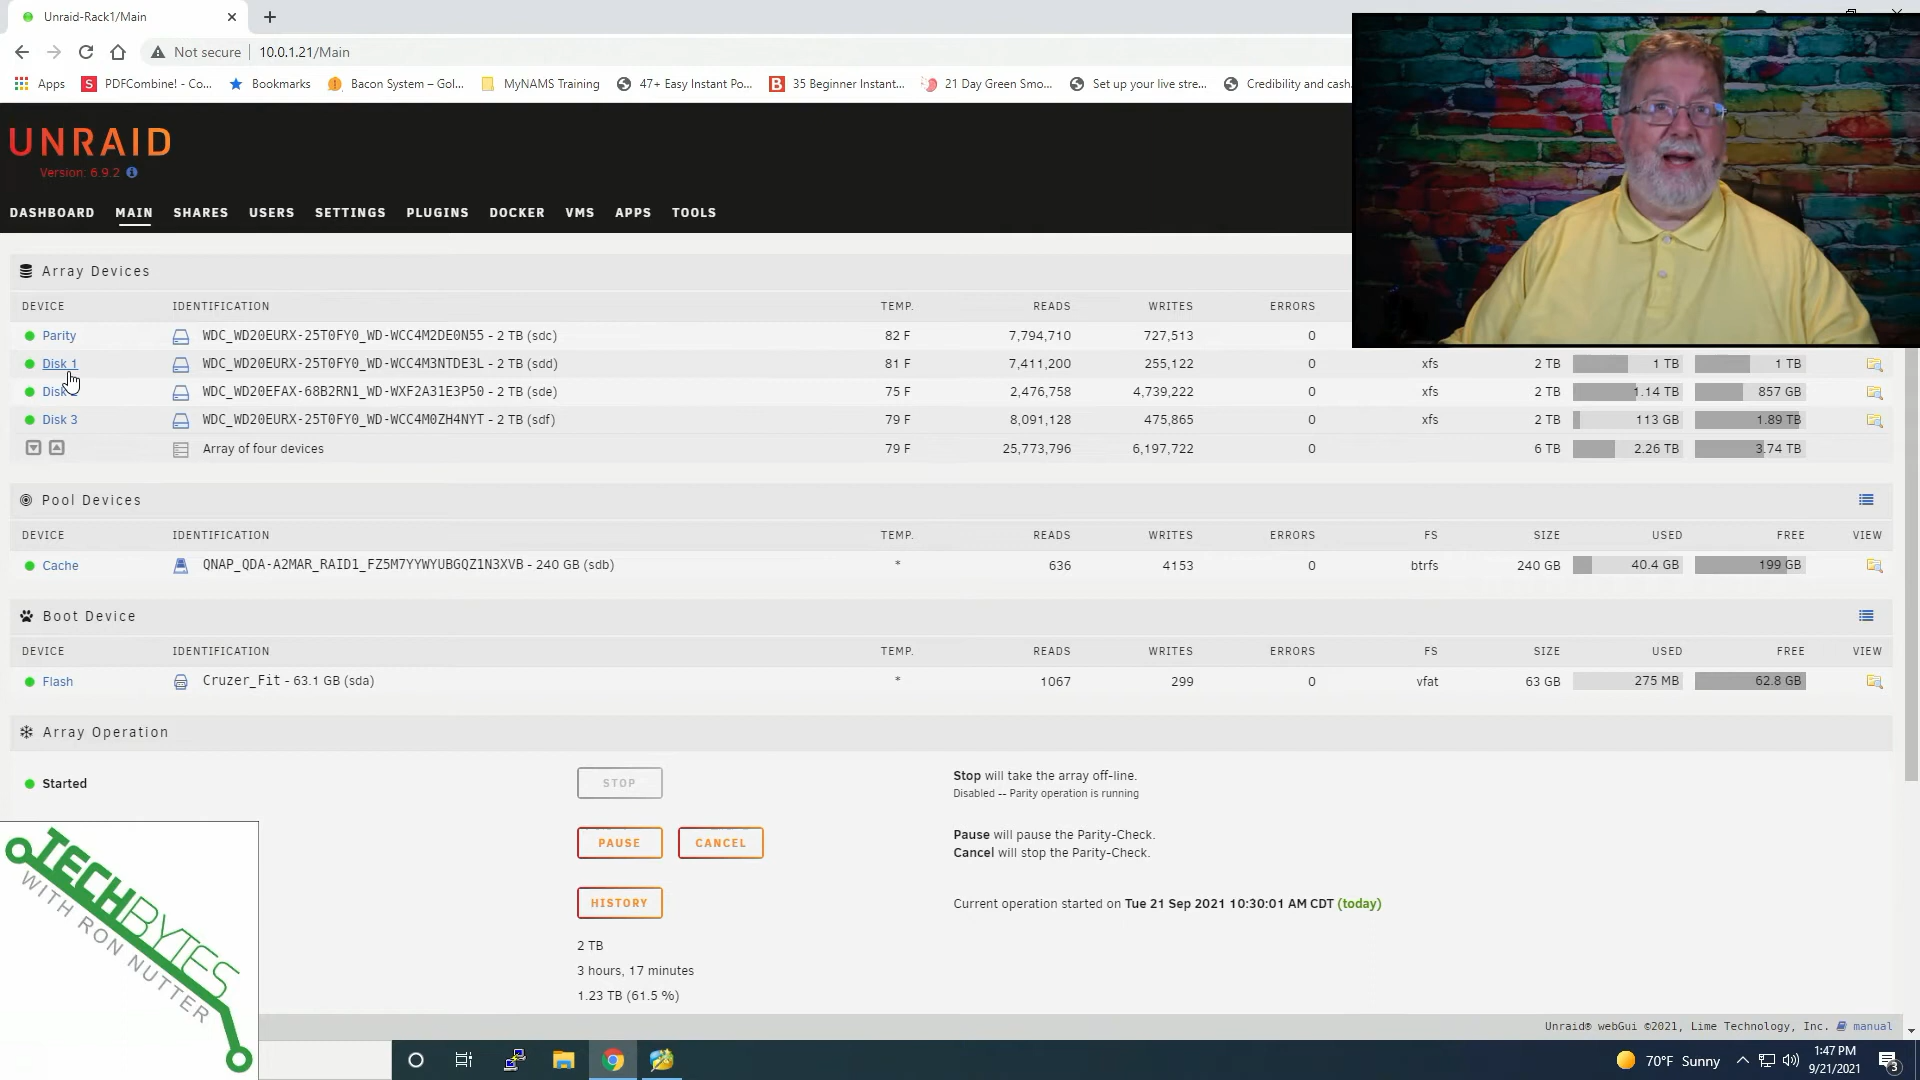 Unraid-Rack1/Main
Not secure 10.0.1.21/Main
Apps PDFCombine! - Co... Bookmarks Bacon System – Gol... MyNAMS Training 47+ Easy Instant Po... 35 Beginner Instant... 21 Day Green Smo... Set up your live stre... Credibility and cash
UNRAID
Version: 6.9.2
DASHBOARD MAIN SHARES USERS SETTINGS PLUGINS DOCKER VMS APPS TOOLS
Array Devices
DEVICE IDENTIFICATION TEMP. READS WRITES ERRORS
Parity WDC_WD20EURX-25T0FY0_WD-WCC4M2DE0N55 - 2 TB (sdc) 82 F 7,794,710 727,513 0
Disk 1 WDC_WD20EURX-25T0FY0_WD-WCC4M3NTDE3L - 2 TB (sdd) 81 F 7,411,200 255,122 0 xfs 2 TB 1 TB 1 TB
Disk WDC_WD20EFAX-68B2RN1_WD-WXF2A31E3P50 - 2 TB (sde) 75 F 2,476,758 4,739,222 0 xfs 2 TB 1.14 TB 857 GB
Disk 3 WDC_WD20EURX-25T0FY0_WD-WCC4M0ZH4NYT - 2 TB (sdf) 79 F 8,091,128 475,865 0 xfs 2 TB 113 GB 1.89 TB
Array of four devices 79 F 25,773,796 6,197,722 0 6 TB 2.26 TB 3.74 TB
Pool Devices
DEVICE IDENTIFICATION TEMP. READS WRITES ERRORS FS SIZE USED FREE VIEW
Cache QNAP_QDA-A2MAR_RAID1_FZ5M7YYWYUBGQZ1N3XVB - 240 GB (sdb) * 636 4153 0 btrfs 240 GB 40.4 GB 199 GB
Boot Device
DEVICE IDENTIFICATION TEMP. READS WRITES ERRORS FS SIZE USED FREE VIEW
Flash Cruzer_Fit - 63.1 GB (sda) * 1067 299 0 vfat 63 GB 275 MB 62.8 GB
Array Operation
Started STOP Stop will take the array off-line.
Disabled -- Parity operation is running
PAUSE CANCEL Pause will pause the Parity-Check.
Cancel will stop the Parity-Check.
HISTORY Current operation started on Tue 21 Sep 2021 10:30:01 AM CDT (today)
2 TB
3 hours, 17 minutes
1.23 TB (61.5 %)
TECHBYTES
WITH RON NUTTER
Unraid® webGui ©2021, Lime Technology, Inc. manual
70°F Sunny 1:47 PM
9/21/2021
3